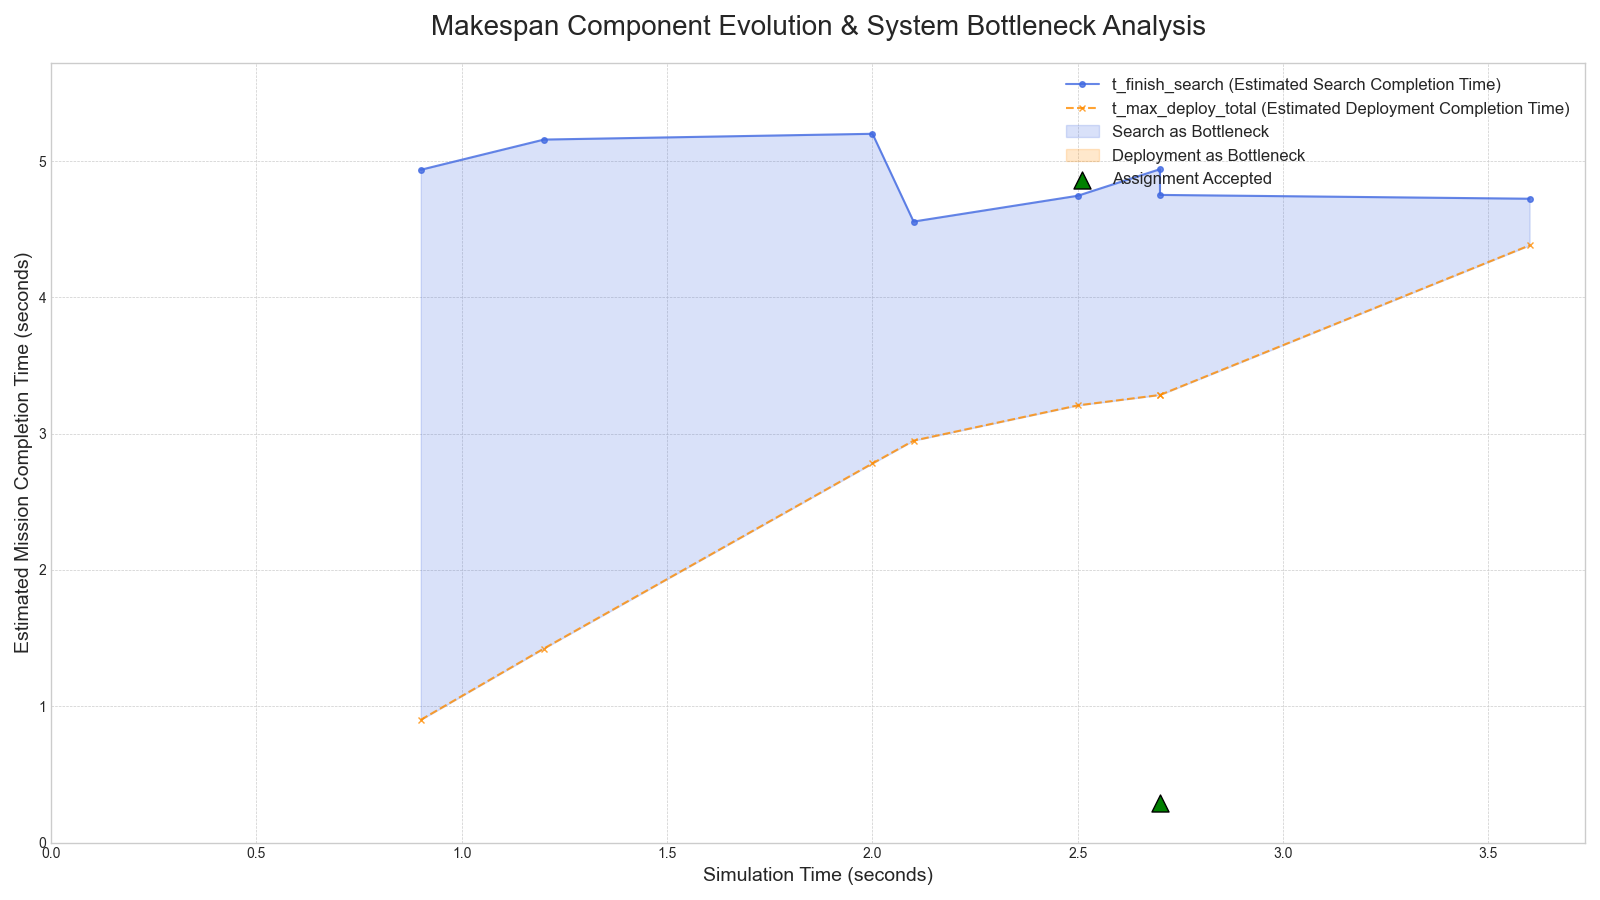 Makespan Component Evolution & System Bottleneck Analysis
t_finish_search (Estimated Search Completion Time)
t_max_deploy_total (Estimated Deployment Completion Time)
Search as Bottleneck
Deployment as Bottleneck
Assignment Accepted
Estimated Mission Completion Time (seconds)
5
4
3
2
1
0
0.0 0.5 1.0 1.5 2.0 2.5 3.0 3.5
Simulation Time (seconds)